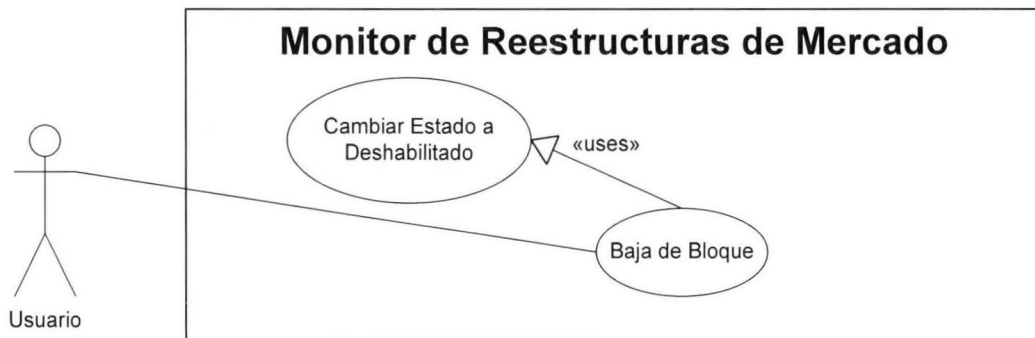 Monitor de Reestructuras de Mercado
Cambiar Estado a
Deshabilitado
«uses»
Baja de Bloque
Usuario